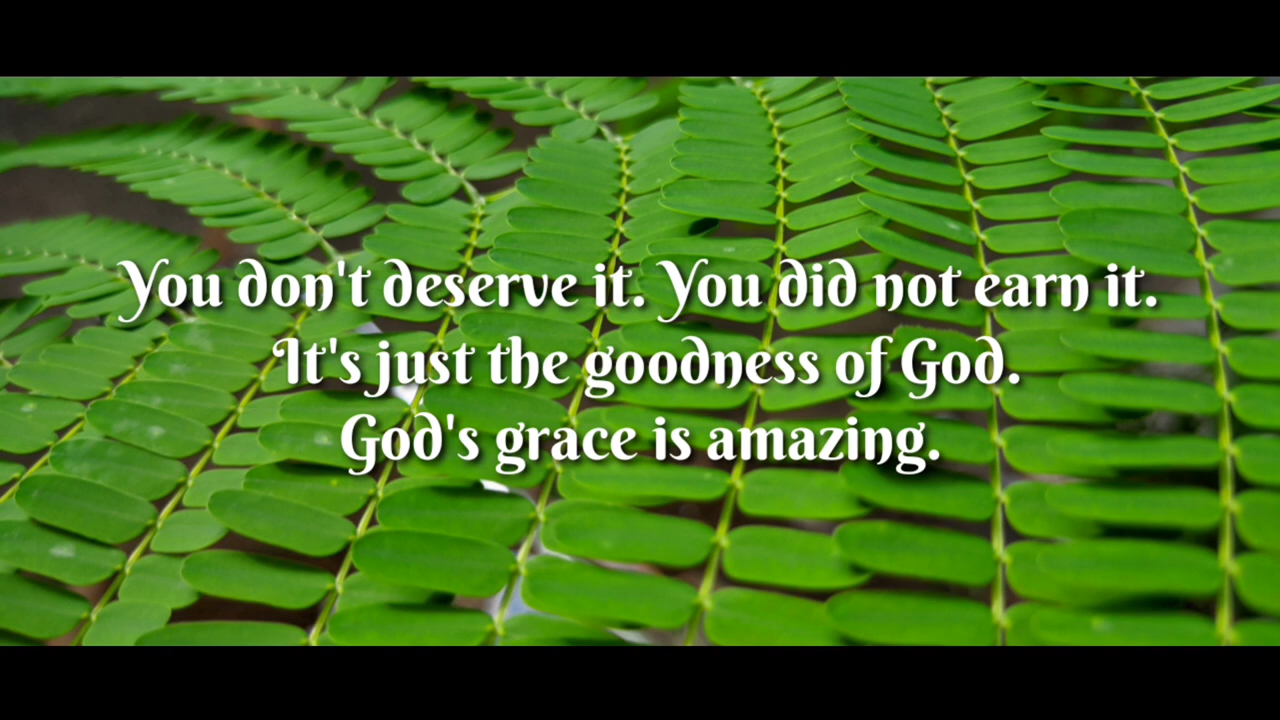 You don't deserve it. You did not earn it.
It's just the goodness of God.
God's grace is amazing.